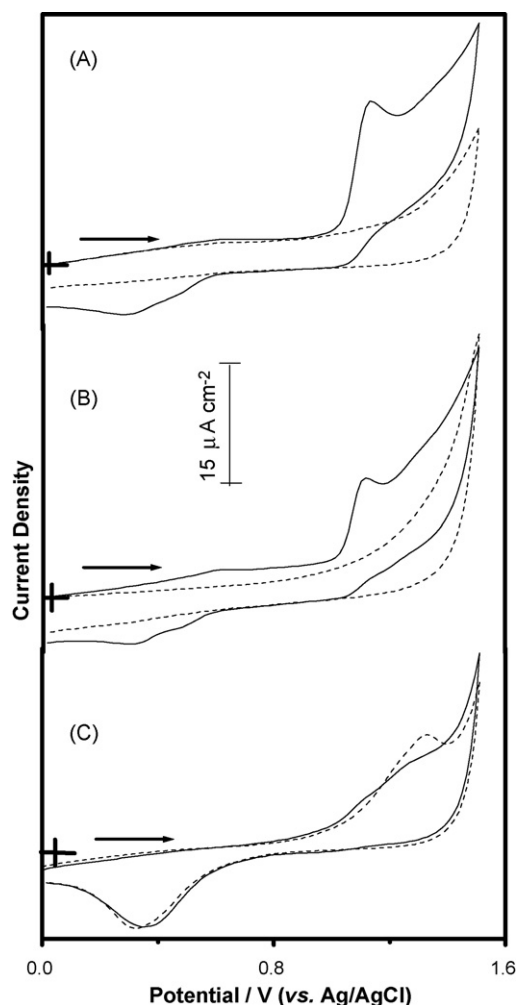 (A)
(B)
15 μ A cm-2
Current Density
(C)
0.0 0.8 1.6
Potential / V (vs. Ag/AgCl)